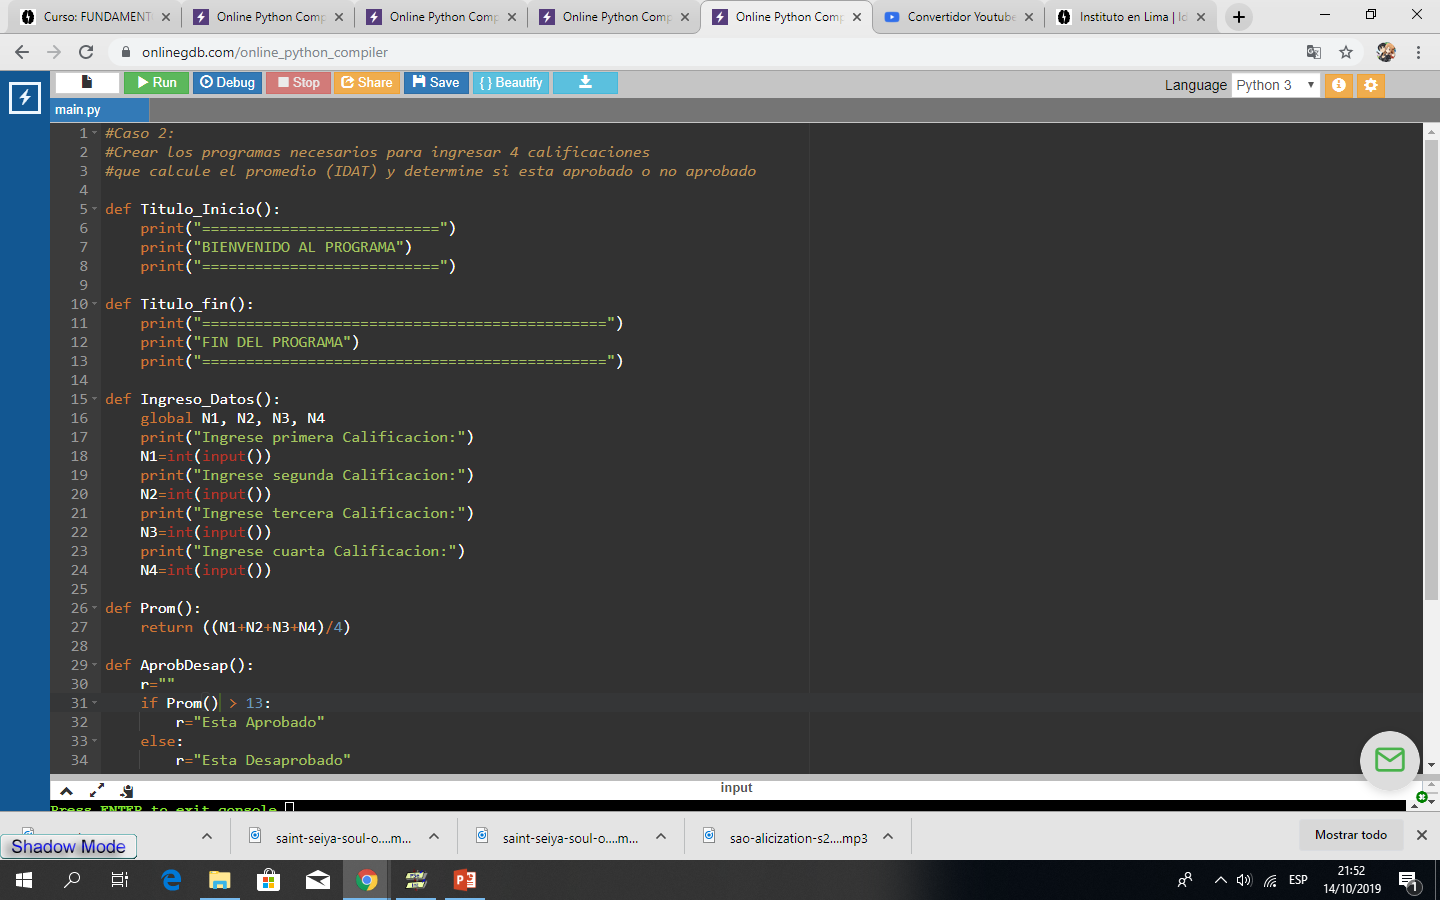 Curso: FUNDAMENT
Online Python Comp
Online Python Comp
Online Python Comp
Online Python Comp
Convertidor Youtube
Instituto en Lima | Id
onlinegdb.com/online_python_compiler
Run
Debug
Stop
Share
Save
{ } Beautify
Language
Python 3
main.py
1 #Caso 2:
2 #Crear los programas necesarios para ingresar 4 calificaciones
3 #que calcule el promedio (IDAT) y determine si esta aprobado o no aprobado
4
5 def Titulo_Inicio():
6 print("===========================")
7 print("BIENVENIDO AL PROGRAMA")
8 print("===========================")
9
10 def Titulo_fin():
11 print("==============================================")
12 print("FIN DEL PROGRAMA")
13 print("==============================================")
14
15 def Ingreso_Datos():
16 global N1, N2, N3, N4
17 print("Ingrese primera Calificacion:")
18 N1=int(input())
19 print("Ingrese segunda Calificacion:")
20 N2=int(input())
21 print("Ingrese tercera Calificacion:")
22 N3=int(input())
23 print("Ingrese cuarta Calificacion:")
24 N4=int(input())
25
26 def Prom():
27 return ((N1+N2+N3+N4)/4)
28
29 def AprobDesap():
30 r=""
31 if Prom() > 13:
32 r="Esta Aprobado"
33 else:
34 r="Esta Desaprobado"
input
Press ENTER to exit console.
Shadow Mode
saint-seiya-soul-o....m...
saint-seiya-soul-o....m...
sao-alicization-s2....mp3
Mostrar todo
ESP
21:52
14/10/2019
1